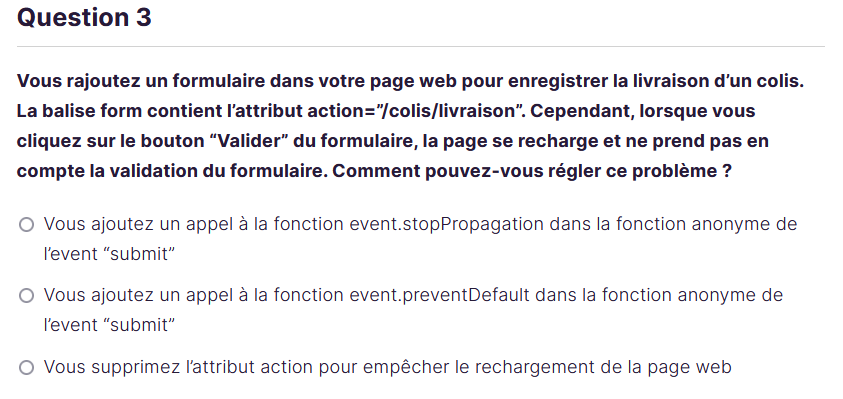 Question 3
Vous rajoutez un formulaire dans votre page web pour enregistrer la livraison d’un colis.
La balise form contient l’attribut action=”/colis/livraison”. Cependant, lorsque vous
cliquez sur le bouton “Valider” du formulaire, la page se recharge et ne prend pas en
compte la validation du formulaire. Comment pouvez-vous régler ce problème ?
Vous ajoutez un appel à la fonction event.stopPropagation dans la fonction anonyme de
l’event “submit”
Vous ajoutez un appel à la fonction event.preventDefault dans la fonction anonyme de
l’event “submit”
Vous supprimez l’attribut action pour empêcher le rechargement de la page web